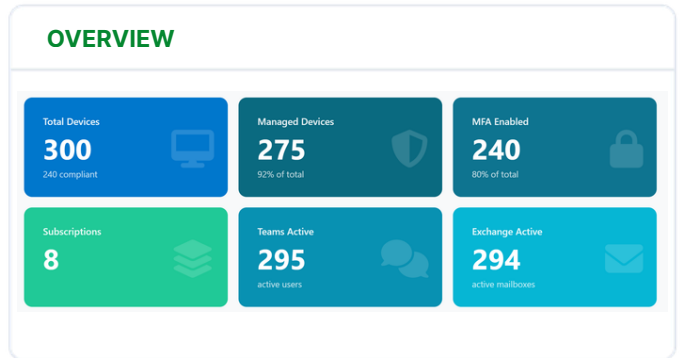 OVERVIEW
Total Devices
300
240 compliant
Managed Devices
275
92% of total
MFA Enabled
240
80% of total
Subscriptions
8
Teams Active
295
active users
Exchange Active
294
active mailboxes